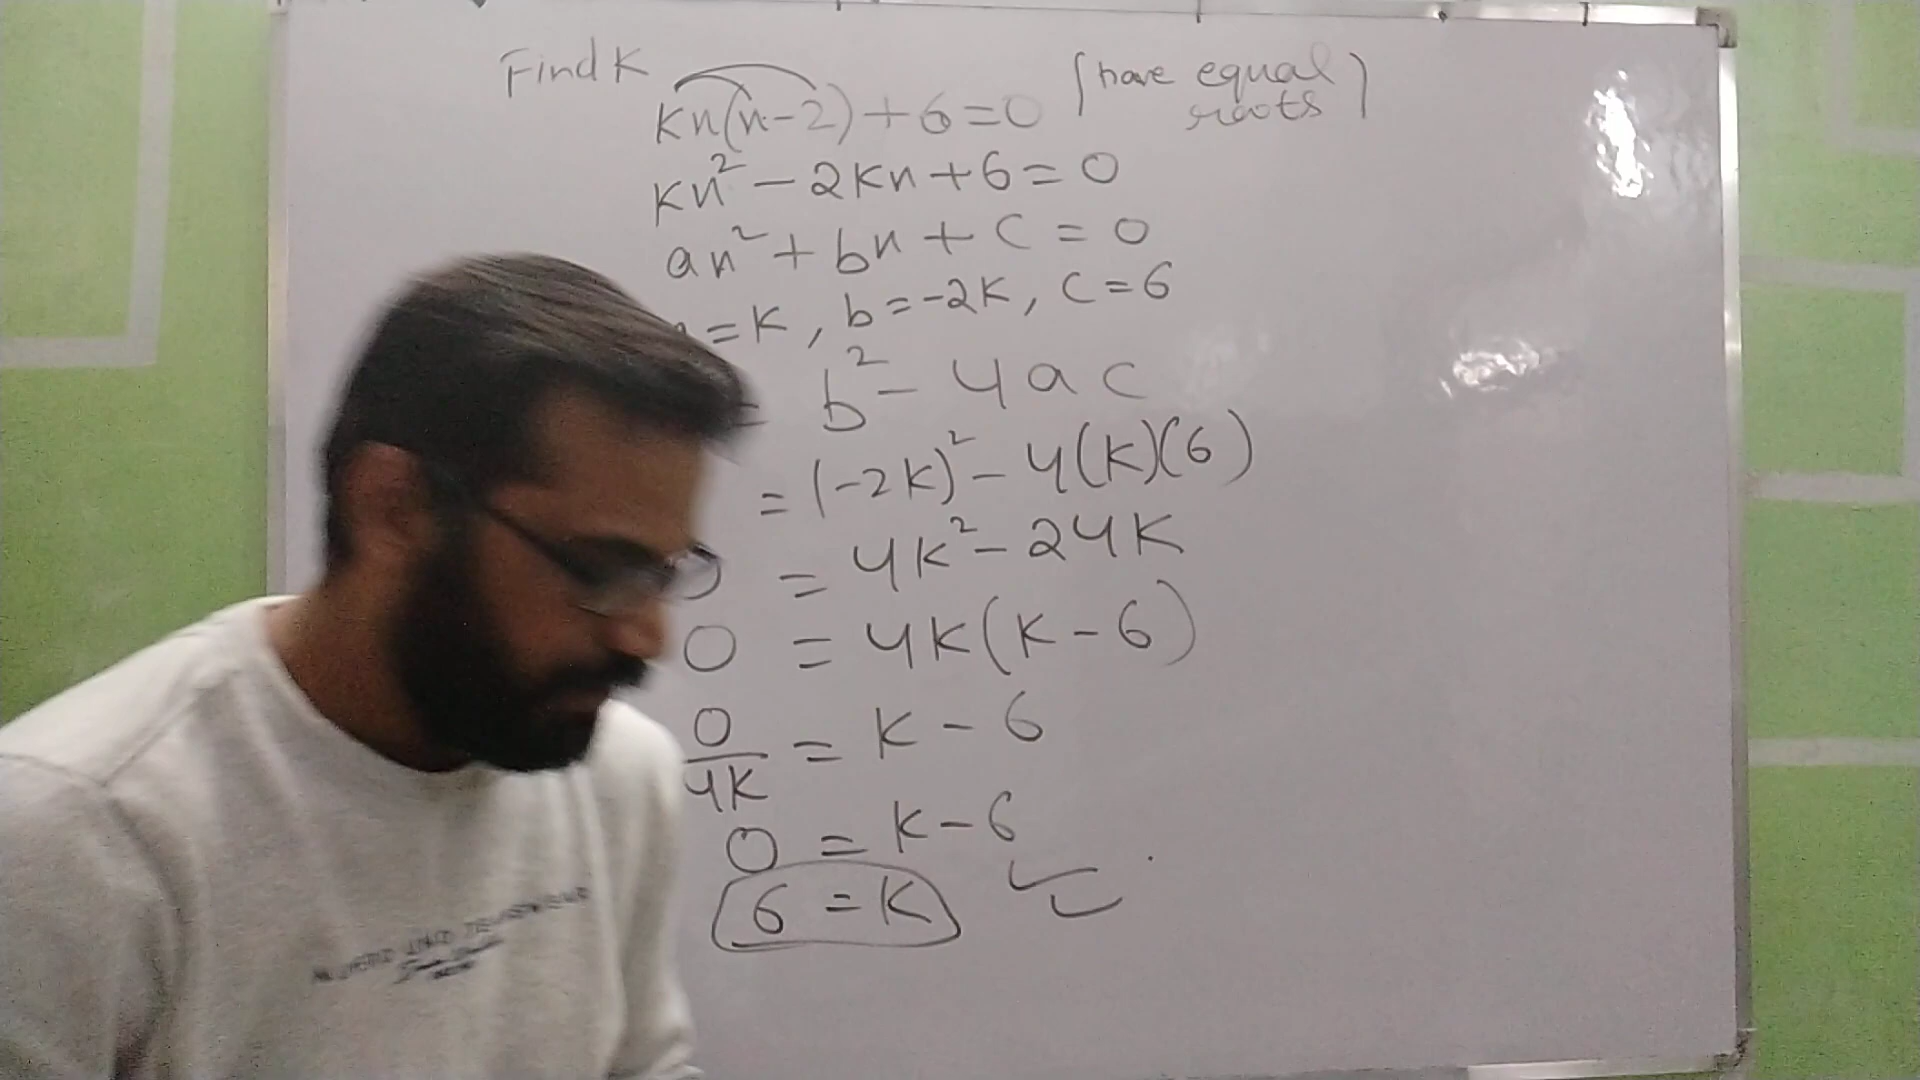 Find K
Kn(n-2)+6=0 (have equal roots)
Kn²-2Kn+6=0
an²+bn+c=0
=K, b=-2K, c=6
= b²-4ac
=(-2K)²-4(K)(6)
0 = 4K²-24K
0 = 4K(K-6)
0/4K = K-6
0 = K-6
6=K